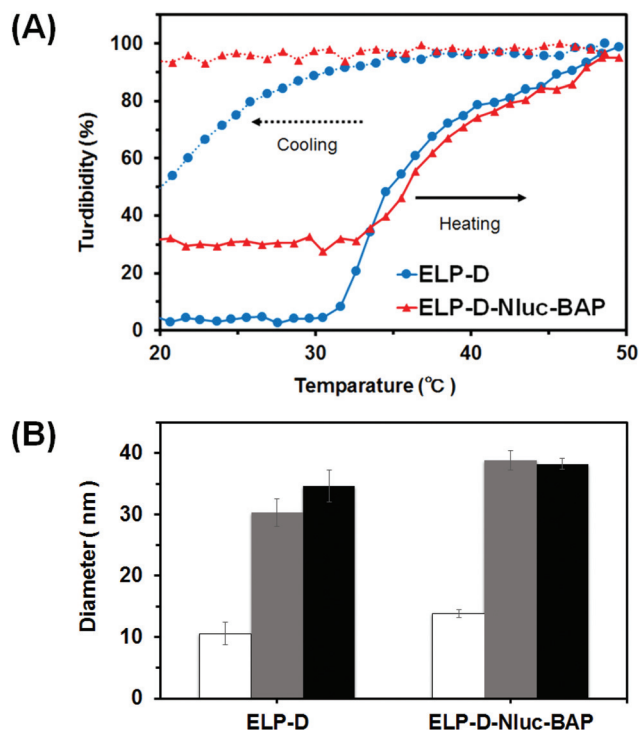 (A)
Turdibidity (%)
100
80
60
40
20
0
Cooling
Heating
ELP-D
ELP-D-Nluc-BAP
20
30
40
50
Temparature (°C)
(B)
Diameter ( nm)
40
30
20
10
0
ELP-D
ELP-D-Nluc-BAP